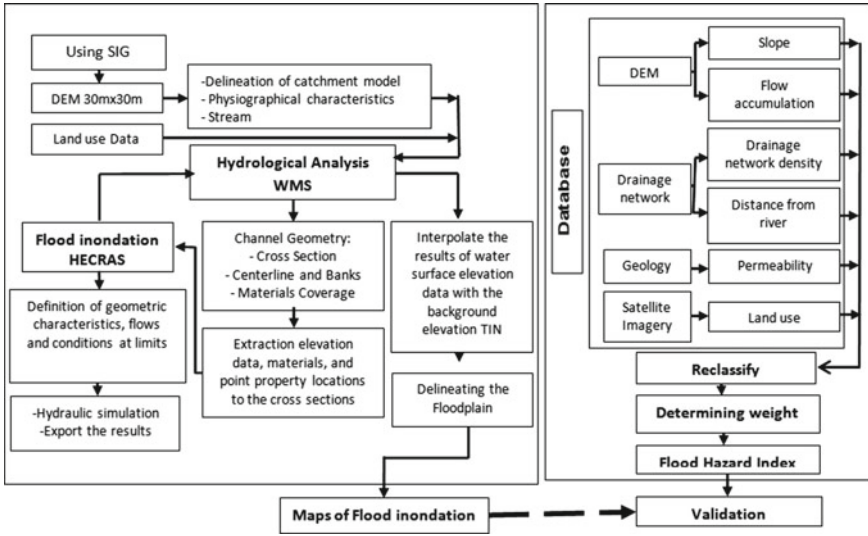 Using SIG
DEM 30mx30m
-Delineation of catchment model
- Physiographical characteristics
- Stream
Land use Data
Hydrological Analysis
WMS
Flood inondation
HECRAS
Channel Geometry:
- Cross Section
- Centerline and Banks
- Materials Coverage
Interpolate the
results of water
surface elevation
data with the
background
elevation TIN
Definition of geometric
characteristics, flows
and conditions at limits
Extraction elevation
data, materials, and
point property locations
to the cross sections
-Hydraulic simulation
-Export the results
Delineating the
Floodplain
Maps of Flood inondation
Database
DEM
Slope
Flow
accumulation
Drainage
network
Drainage
network density
Distance from
river
Geology
Permeability
Satellite
Imagery
Land use
Reclassify
Determining weight
Flood Hazard Index
Validation